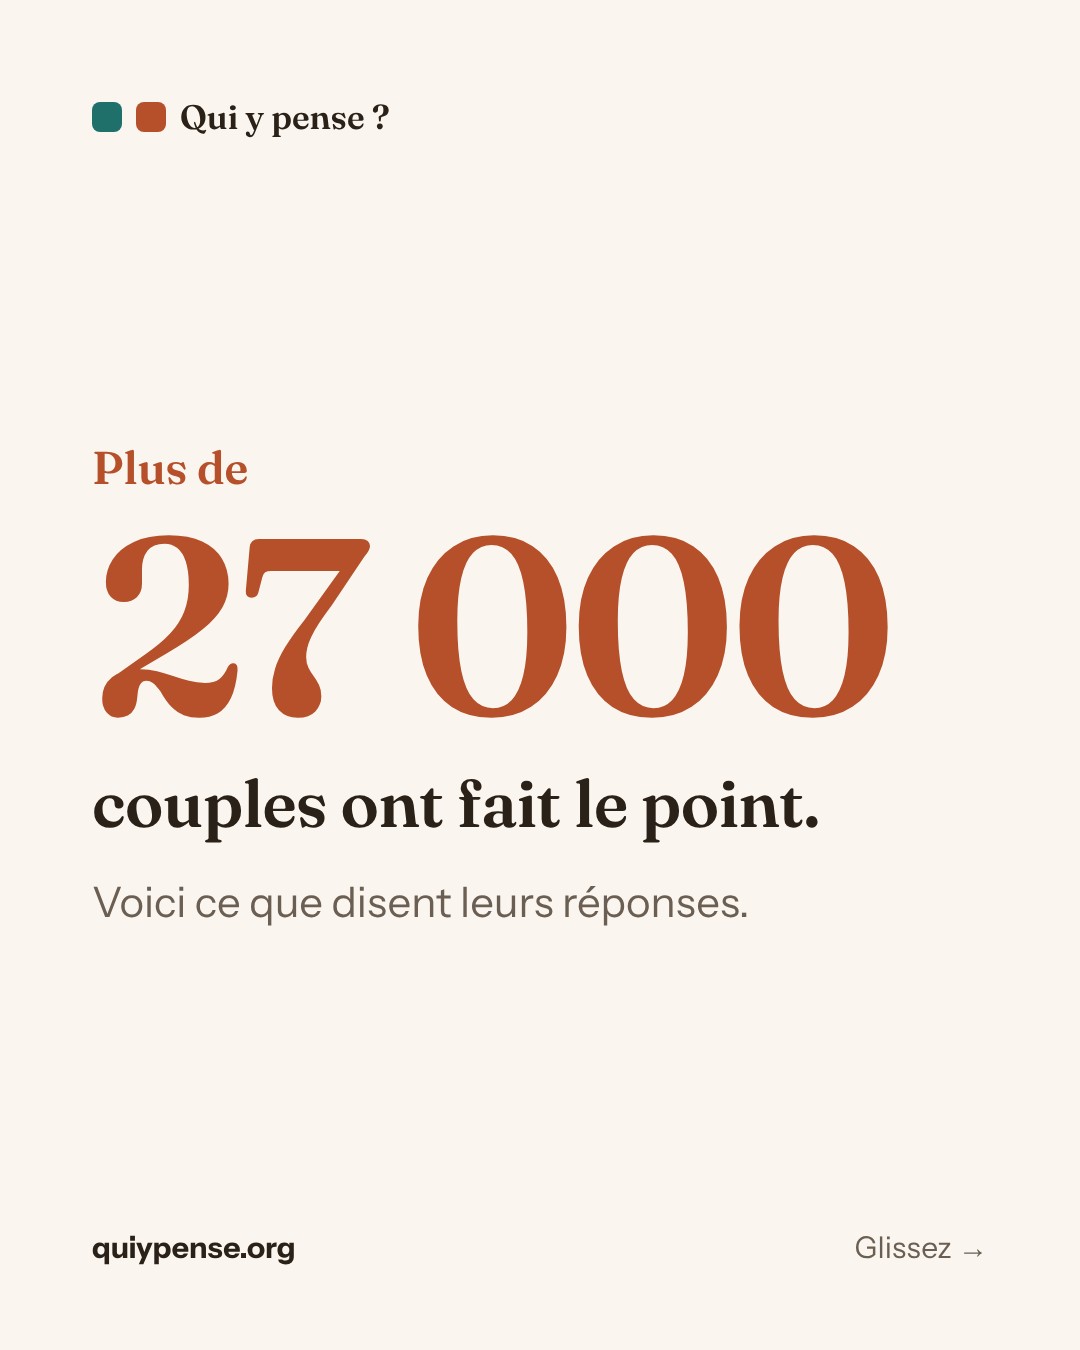 Qui y pense ?
Plus de
27 000
couples ont fait le point.
Voici ce que disent leurs réponses.
quiypense.org
Glissez →